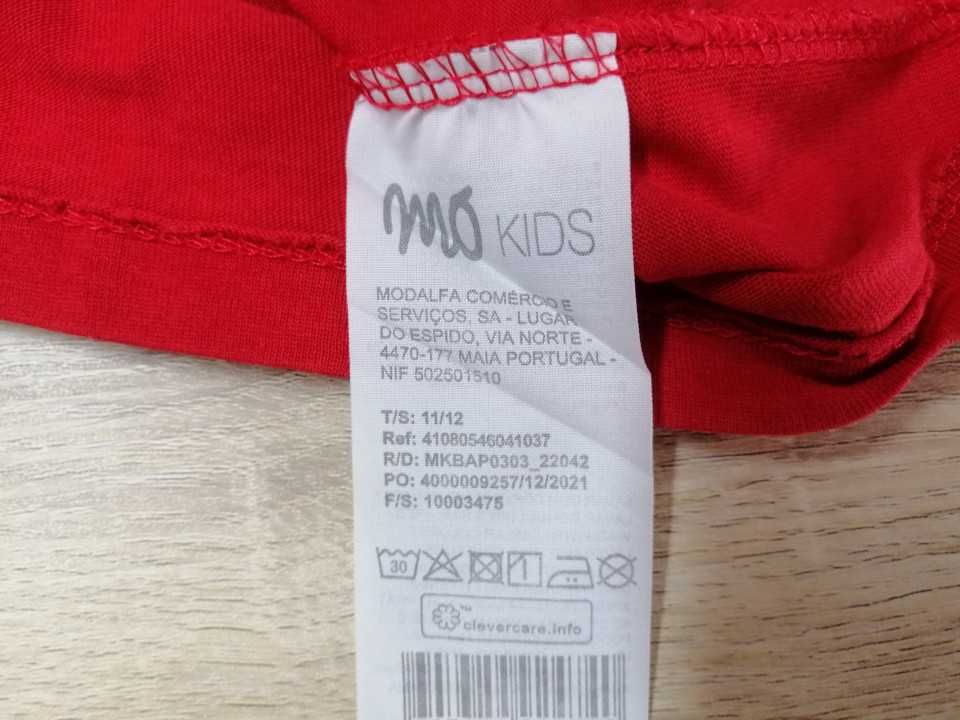 mo KIDS
MODALFA COMÉRCIO E
SERVIÇOS, SA - LUGAR
DO ESPIDO, VIA NORTE -
4470-177 MAIA PORTUGAL -
NIF 502501510
T/S: 11/12
Ref: 41080546041037
R/D: MKBAP0303_22042
PO: 4000009257/12/2021
F/S: 10003475
30
™
clevercare.info